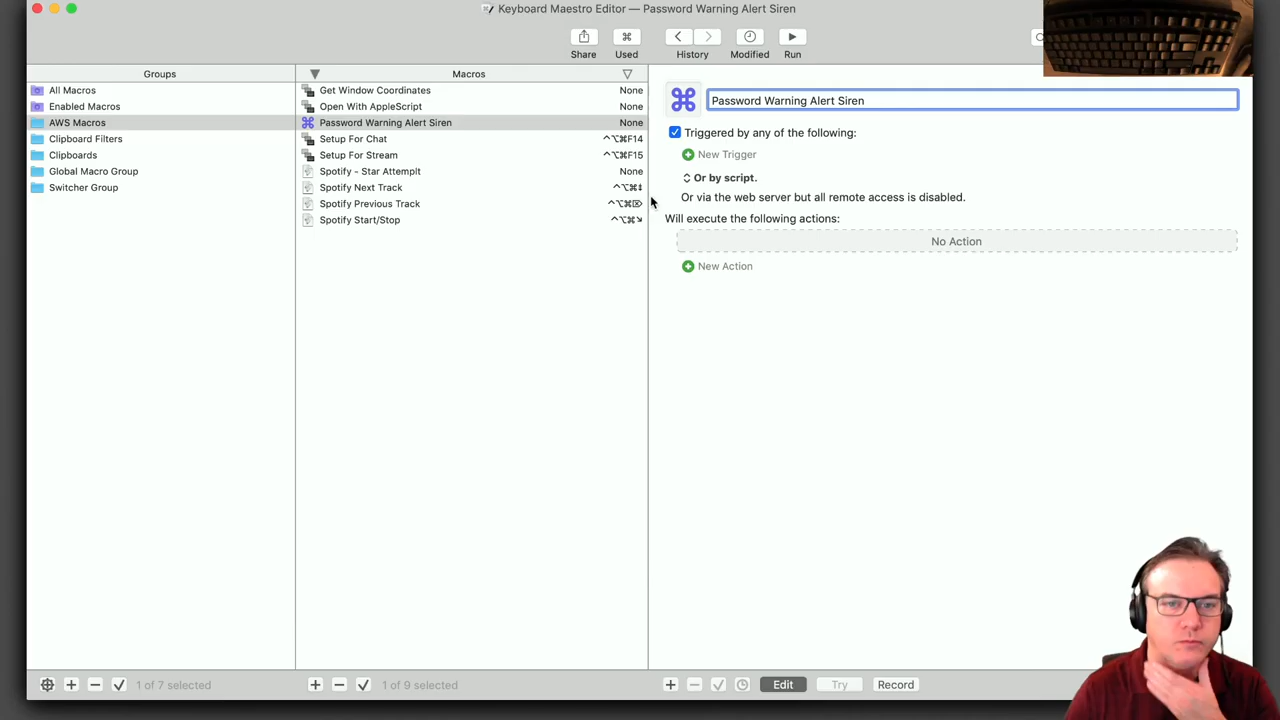 Keyboard Maestro Editor — Password Warning Alert Siren
Share
Used
History
Modified
Run
Groups
Macros
All Macros
Enabled Macros
AWS Macros
Clipboard Filters
Clipboards
Global Macro Group
Switcher Group
Get Window Coordinates None
Open With AppleScript None
Password Warning Alert Siren None
Setup For Chat ^⌥⌘F14
Setup For Stream ^⌥⌘F15
Spotify - Star Attemplt None
Spotify Next Track ^⌥⌘⇟
Spotify Previous Track ^⌥⌘⌦
Spotify Start/Stop ^⌥⌘↘
Password Warning Alert Siren
Triggered by any of the following:
New Trigger
Or by script.
Or via the web server but all remote access is disabled.
Will execute the following actions:
No Action
New Action
1 of 7 selected
1 of 9 selected
Edit
Try
Record